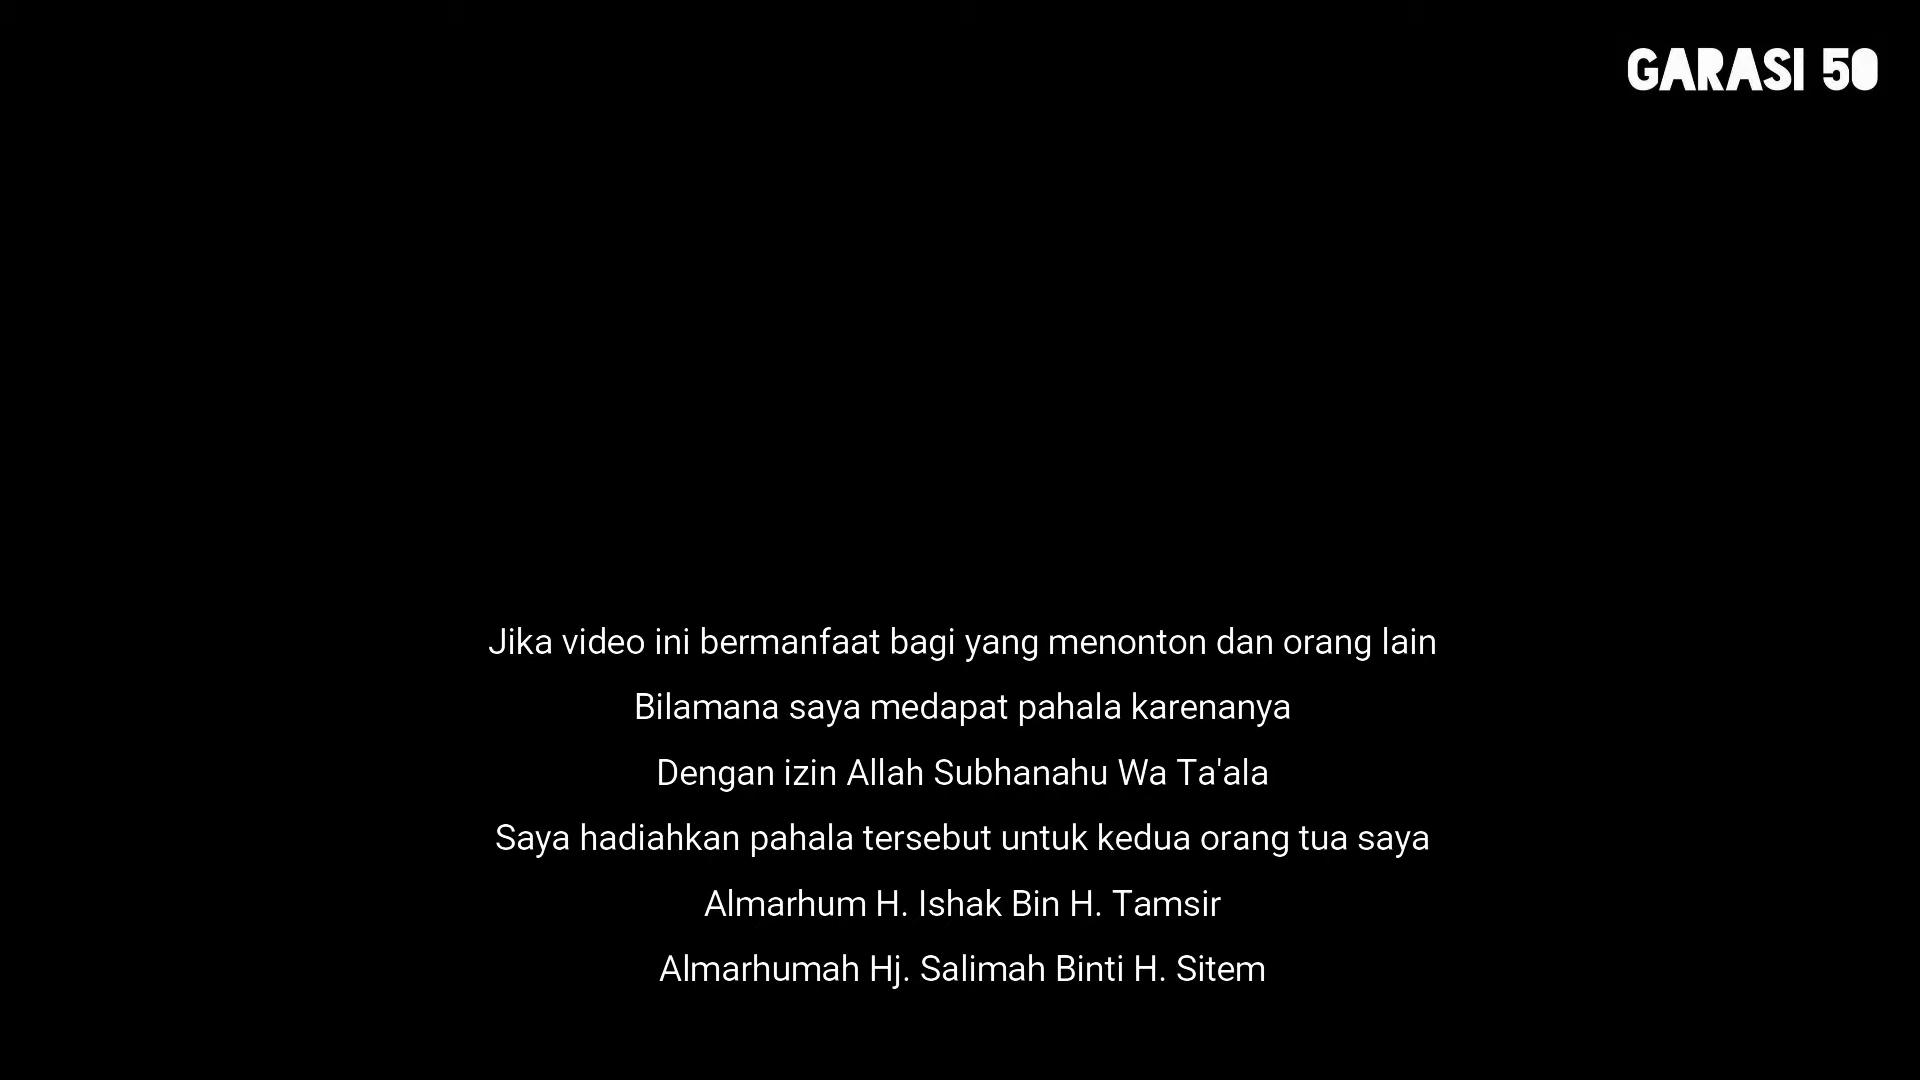 GARASI 50
Jika video ini bermanfaat bagi yang menonton dan orang lain
Bilamana saya medapat pahala karenanya
Dengan izin Allah Subhanahu Wa Ta'ala
Saya hadiahkan pahala tersebut untuk kedua orang tua saya
Almarhum H. Ishak Bin H. Tamsir
Almarhumah Hj. Salimah Binti H. Sitem